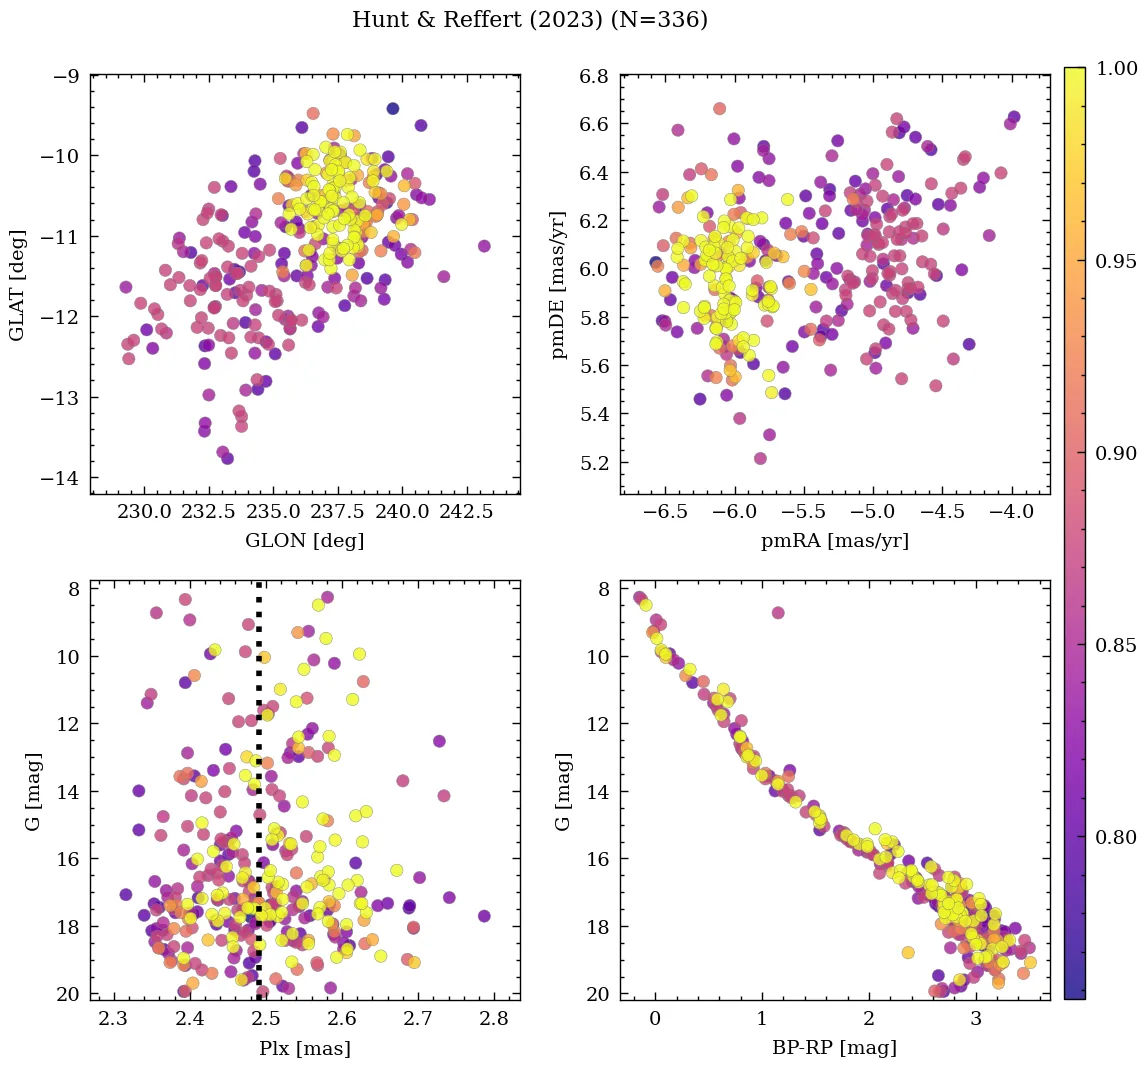 Hunt & Reffert (2023) (N=336)
−9
−10
−11
−12
−13
−14
GLAT [deg]
230.0 232.5 235.0 237.5 240.0 242.5
GLON [deg]
6.8
6.6
6.4
6.2
6.0
5.8
5.6
5.4
5.2
pmDE [mas/yr]
−6.5 −6.0 −5.5 −5.0 −4.5 −4.0
pmRA [mas/yr]
1.00
0.95
0.90
0.85
0.80
8
10
12
14
16
18
20
G [mag]
2.3 2.4 2.5 2.6 2.7 2.8
Plx [mas]
8
10
12
14
16
18
20
G [mag]
0 1 2 3
BP-RP [mag]